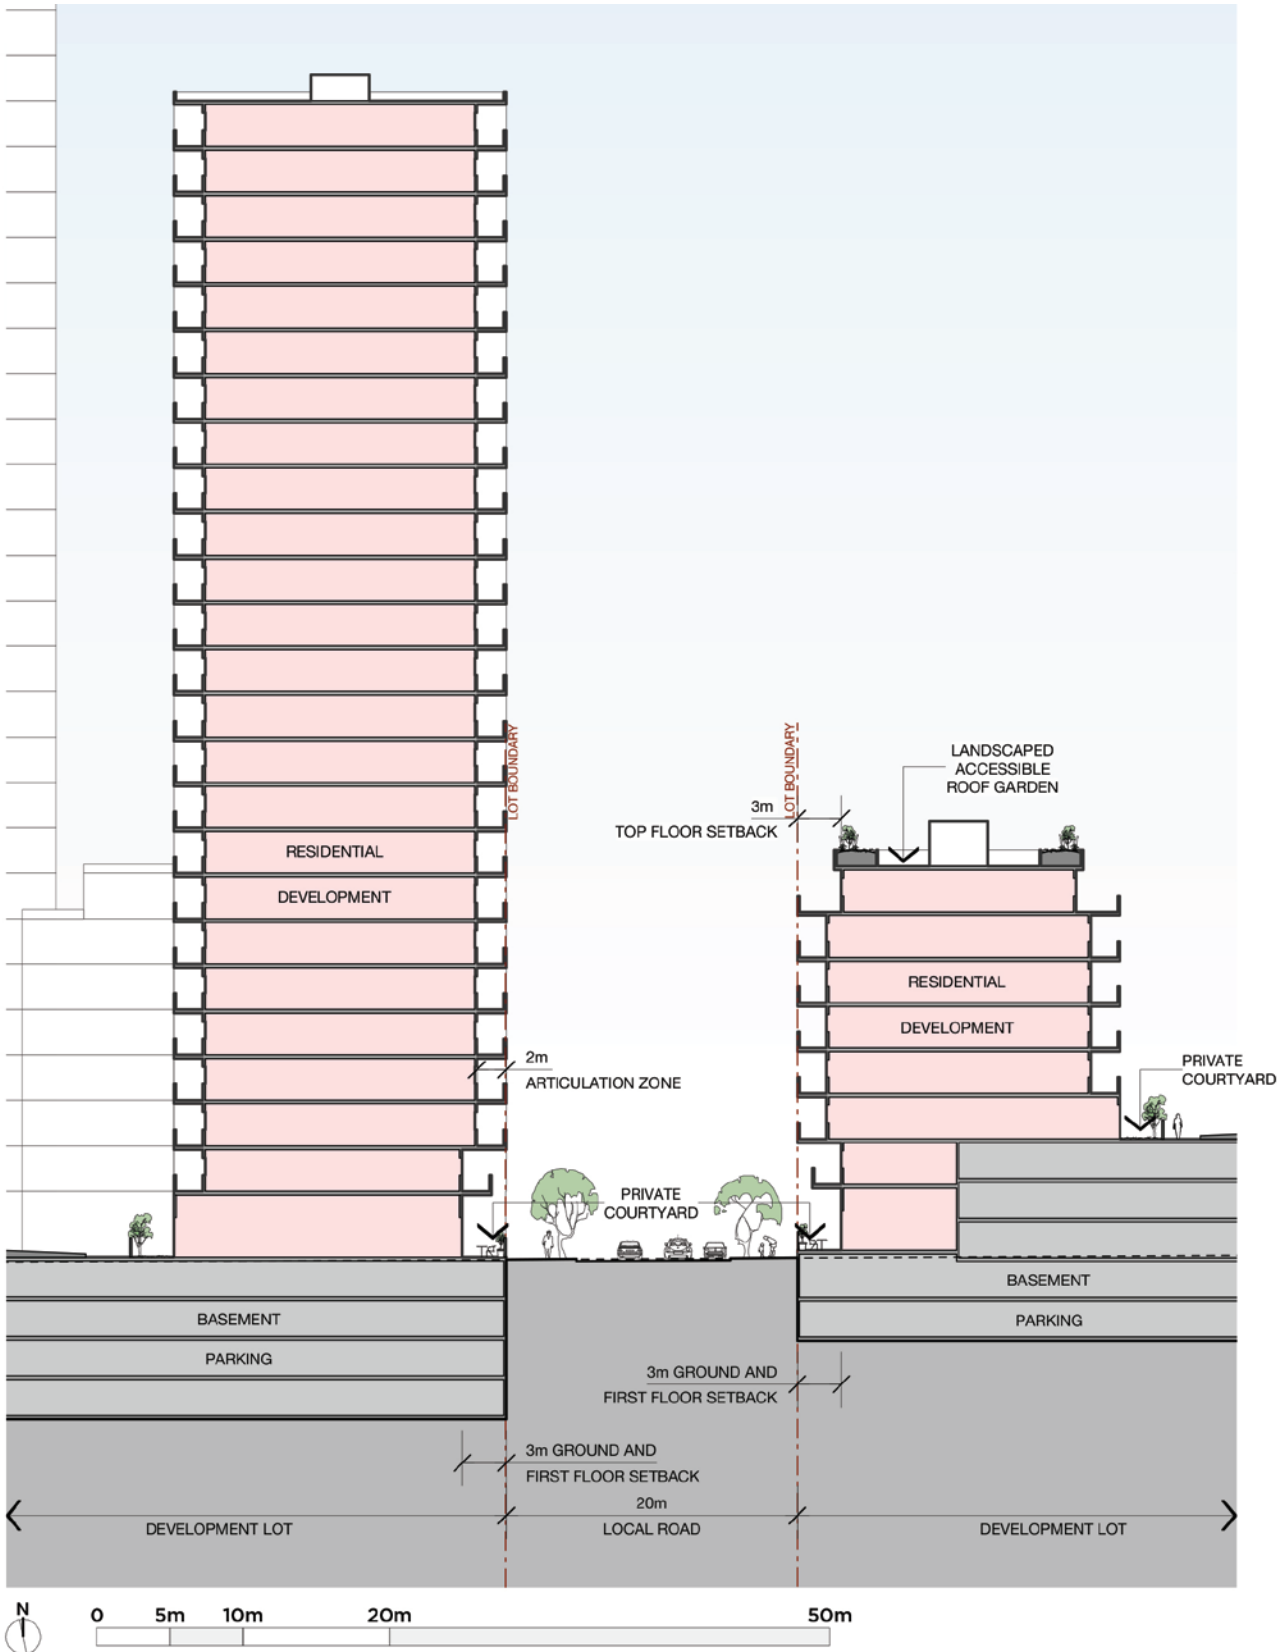 LOT BOUNDARY
LOT BOUNDARY
LANDSCAPED
ACCESSIBLE
ROOF GARDEN
3m
TOP FLOOR SETBACK
RESIDENTIAL
DEVELOPMENT
RESIDENTIAL
DEVELOPMENT
2m
ARTICULATION ZONE
PRIVATE
COURTYARD
PRIVATE
COURTYARD
BASEMENT
PARKING
BASEMENT
PARKING
3m GROUND AND
FIRST FLOOR SETBACK
3m GROUND AND
FIRST FLOOR SETBACK
DEVELOPMENT LOT
20m
LOCAL ROAD
DEVELOPMENT LOT
N
0 5m 10m 20m 50m